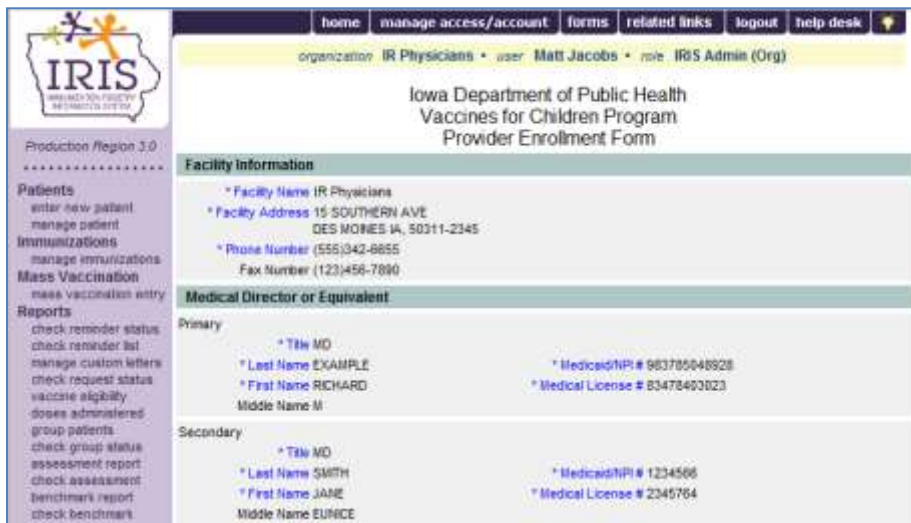 home manage access/account forms related links logout help desk
organization IR Physicians • user Matt Jacobs • role IRIS Admin (Org)
IRIS
IMMUNIZATION REGISTRY
INFORMATION SYSTEM
Production Region 3.0
Patients
enter new patient
manage patient
Immunizations
manage immunizations
Mass Vaccination
mass vaccination entry
Reports
check reminder status
check reminder list
manage custom letters
check request status
vaccine eligibility
doses administered
group patients
check group status
assessment report
check assessment
benchmark report
check benchmark
Iowa Department of Public Health
Vaccines for Children Program
Provider Enrollment Form
Facility Information
* Facility Name IR Physicians
* Facility Address 15 SOUTHERN AVE
DES MOINES IA, 50311-2345
* Phone Number (555)342-6655
Fax Number (123)456-7890
Medical Director or Equivalent
Primary
* Title MD
* Last Name EXAMPLE * Medicaid/NPI # 983785048928
* First Name RICHARD * Medical License # 83478403023
Middle Name M
Secondary
* Title MD
* Last Name SMITH * Medicaid/NPI # 1234566
* First Name JANE * Medical License # 2345764
Middle Name EUNICE